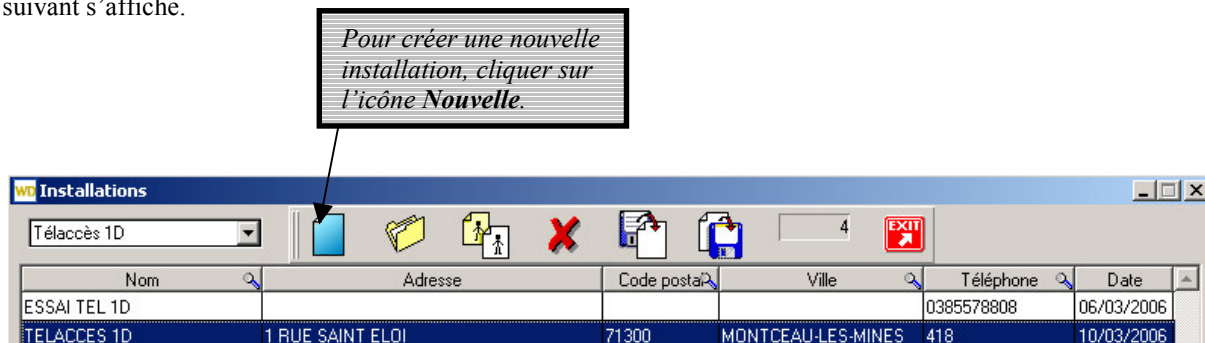 suivant s’affiche.
Pour créer une nouvelle
installation, cliquer sur
l’icône Nouvelle.
WD Installations
Télaccès 1D 4 EXIT
Nom Adresse Code postal Ville Téléphone Date
ESSAI TEL 1D 0385578808 06/03/2006
TELACCES 1D 1 RUE SAINT ELOI 71300 MONTCEAU-LES-MINES 418 10/03/2006